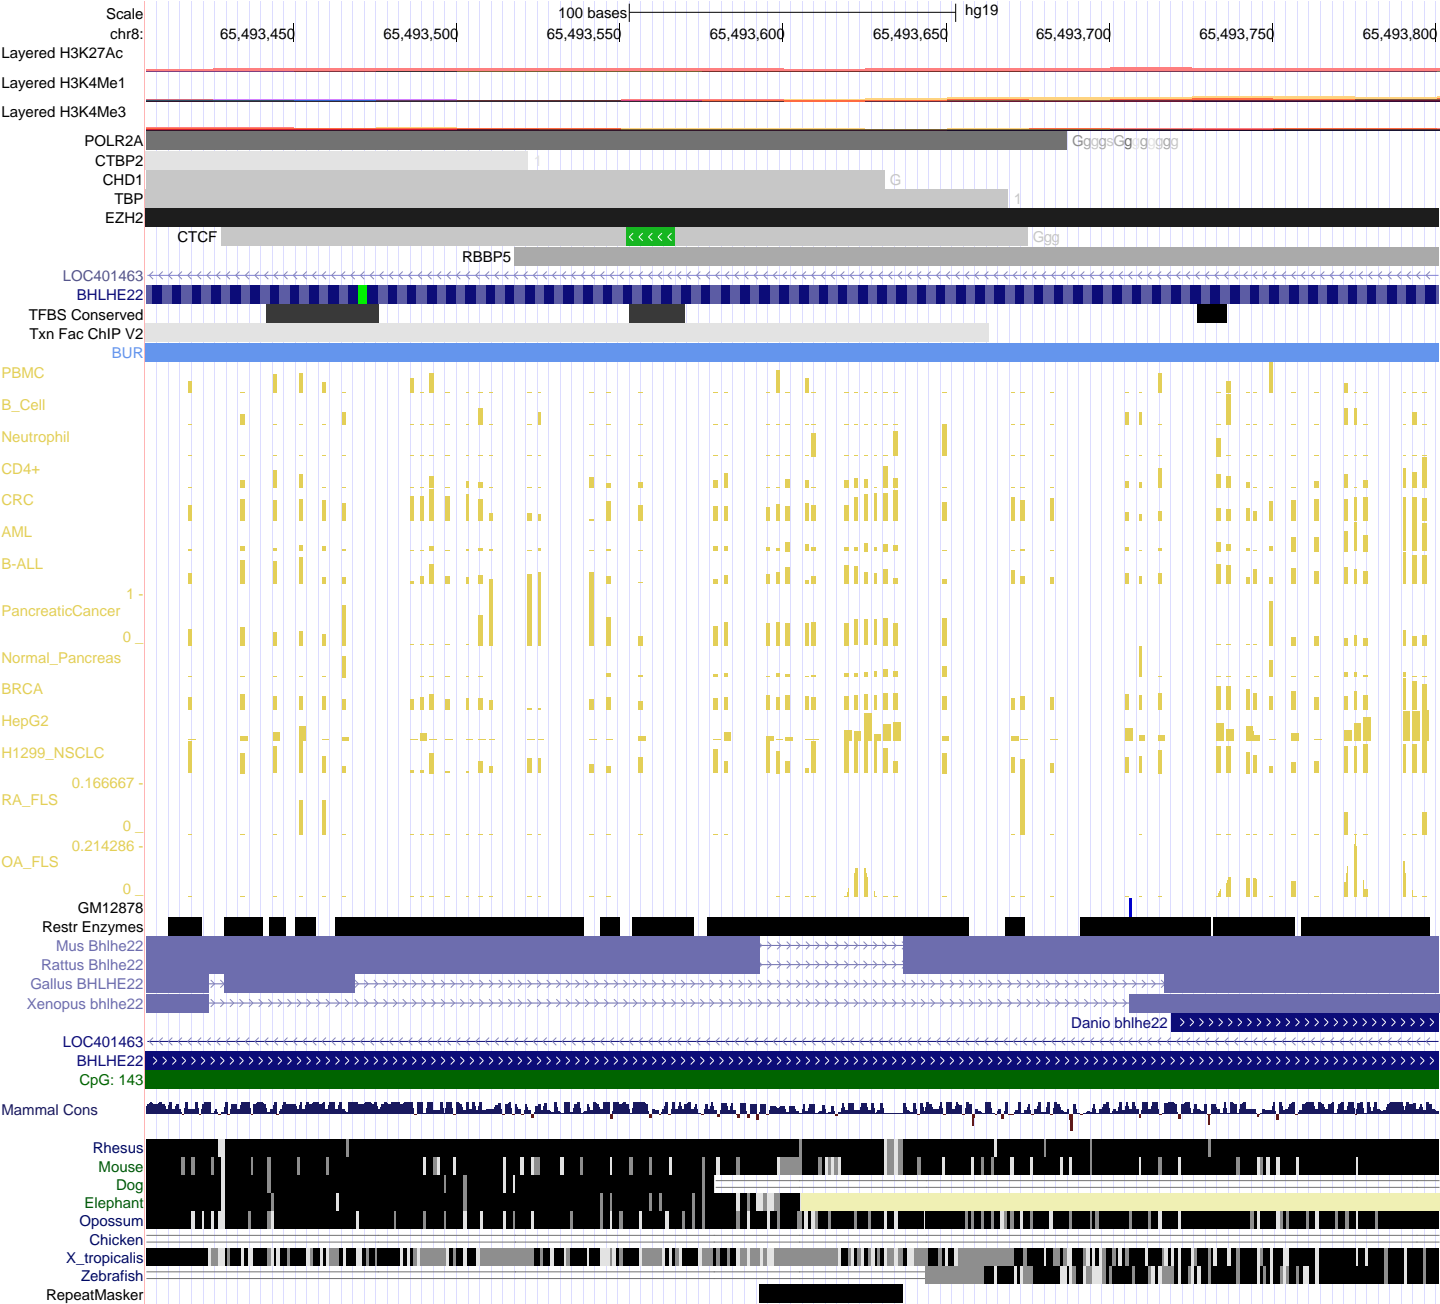 Scale 100 bases hg19
chr8: 65,493,450 65,493,500 65,493,550 65,493,600 65,493,650 65,493,700 65,493,750 65,493,800
Layered H3K27Ac
Layered H3K4Me1
Layered H3K4Me3
POLR2A
CTBP2 1
CHD1 G
TBP 1
EZH2
CTCF Ggg
RBBP5
LOC401463
BHLHE22
TFBS Conserved
Txn Fac ChIP V2
BUR
PBMC
B_Cell
Neutrophil
CD4+
CRC
AML
B-ALL
1 -
PancreaticCancer
0 _
Normal_Pancreas
BRCA
HepG2
H1299_NSCLC
0.166667 -
RA_FLS
0 _
0.214286 -
OA_FLS
0 _
GM12878
Restr Enzymes
Mus Bhlhe22
Rattus Bhlhe22
Gallus BHLHE22
Xenopus bhlhe22
Danio bhlhe22
LOC401463
BHLHE22
CpG: 143
Mammal Cons
Rhesus
Mouse
Dog
Elephant
Opossum
Chicken
X_tropicalis
Zebrafish
RepeatMasker